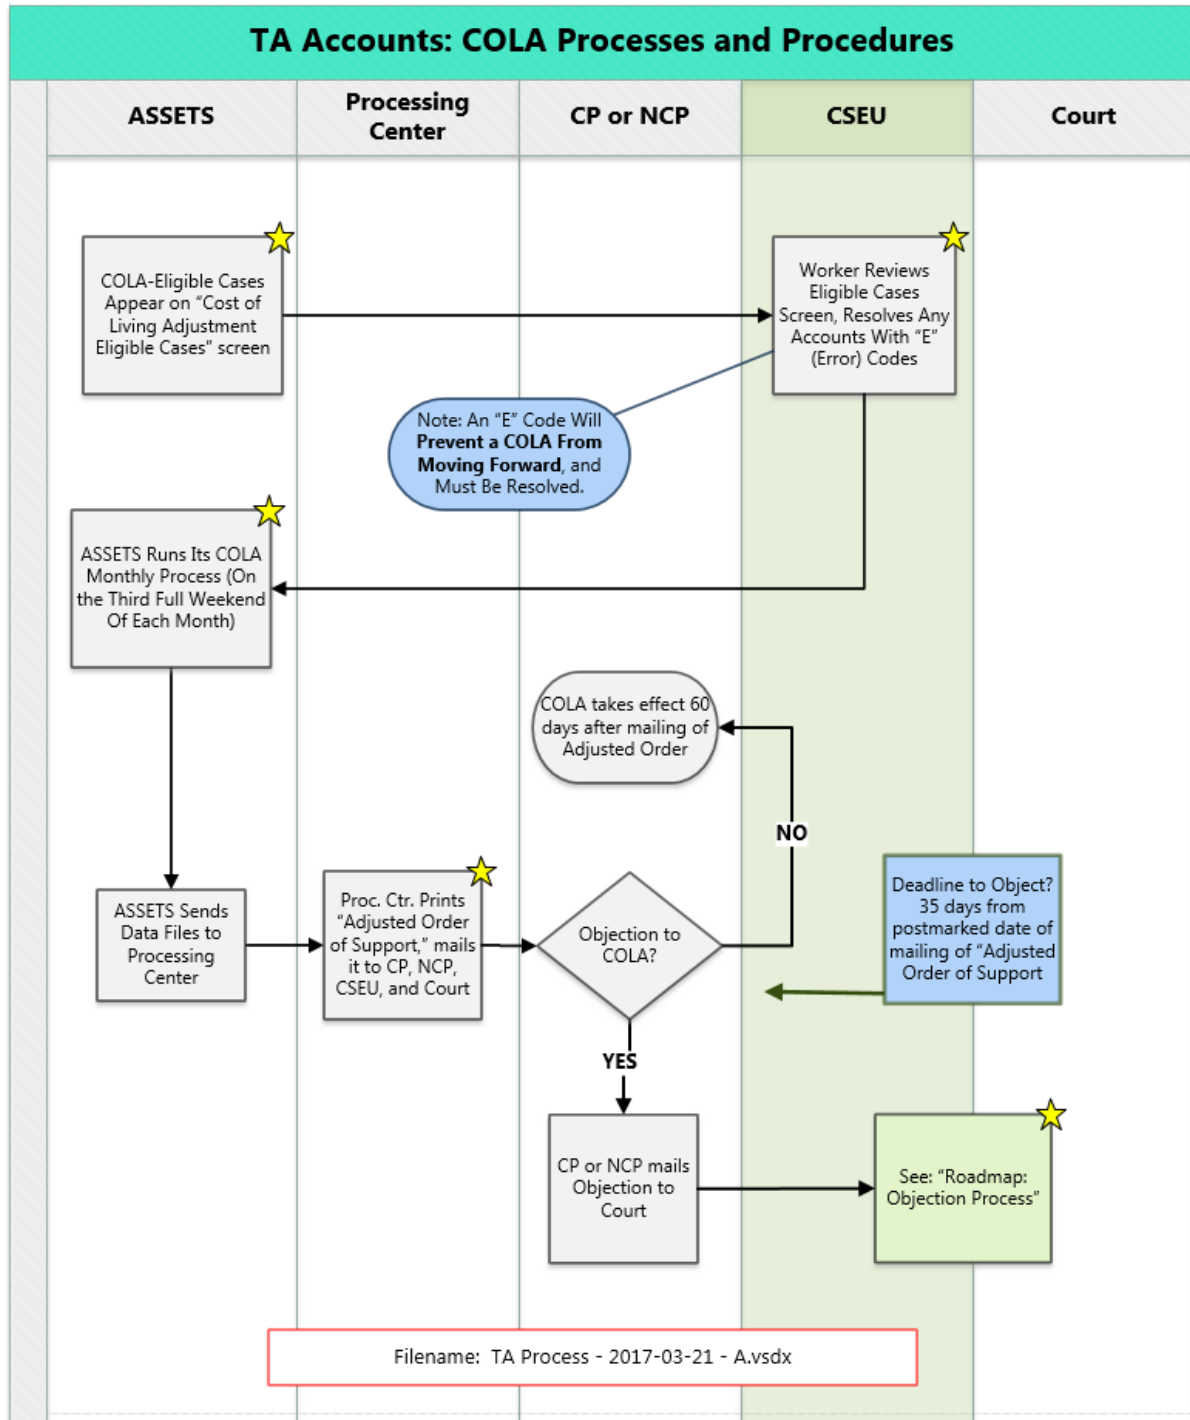 TA Accounts: COLA Processes and Procedures
ASSETS
Processing
Center
CP or NCP
CSEU
Court
COLA-Eligible Cases
Appear on “Cost of
Living Adjustment
Eligible Cases” screen
Worker Reviews
Eligible Cases
Screen, Resolves Any
Accounts With “E”
(Error) Codes
Note: An “E” Code Will
Prevent a COLA From
Moving Forward, and
Must Be Resolved.
ASSETS Runs Its COLA
Monthly Process (On
the Third Full Weekend
Of Each Month)
COLA takes effect 60
days after mailing of
Adjusted Order
NO
ASSETS Sends
Data Files to
Processing
Center
Proc. Ctr. Prints
“Adjusted Order
of Support,” mails
it to CP, NCP,
CSEU, and Court
Objection to
COLA?
Deadline to Object?
35 days from
postmarked date of
mailing of “Adjusted
Order of Support
YES
CP or NCP mails
Objection to
Court
See: “Roadmap:
Objection Process”
Filename:  TA Process - 2017-03-21 - A.vsdx